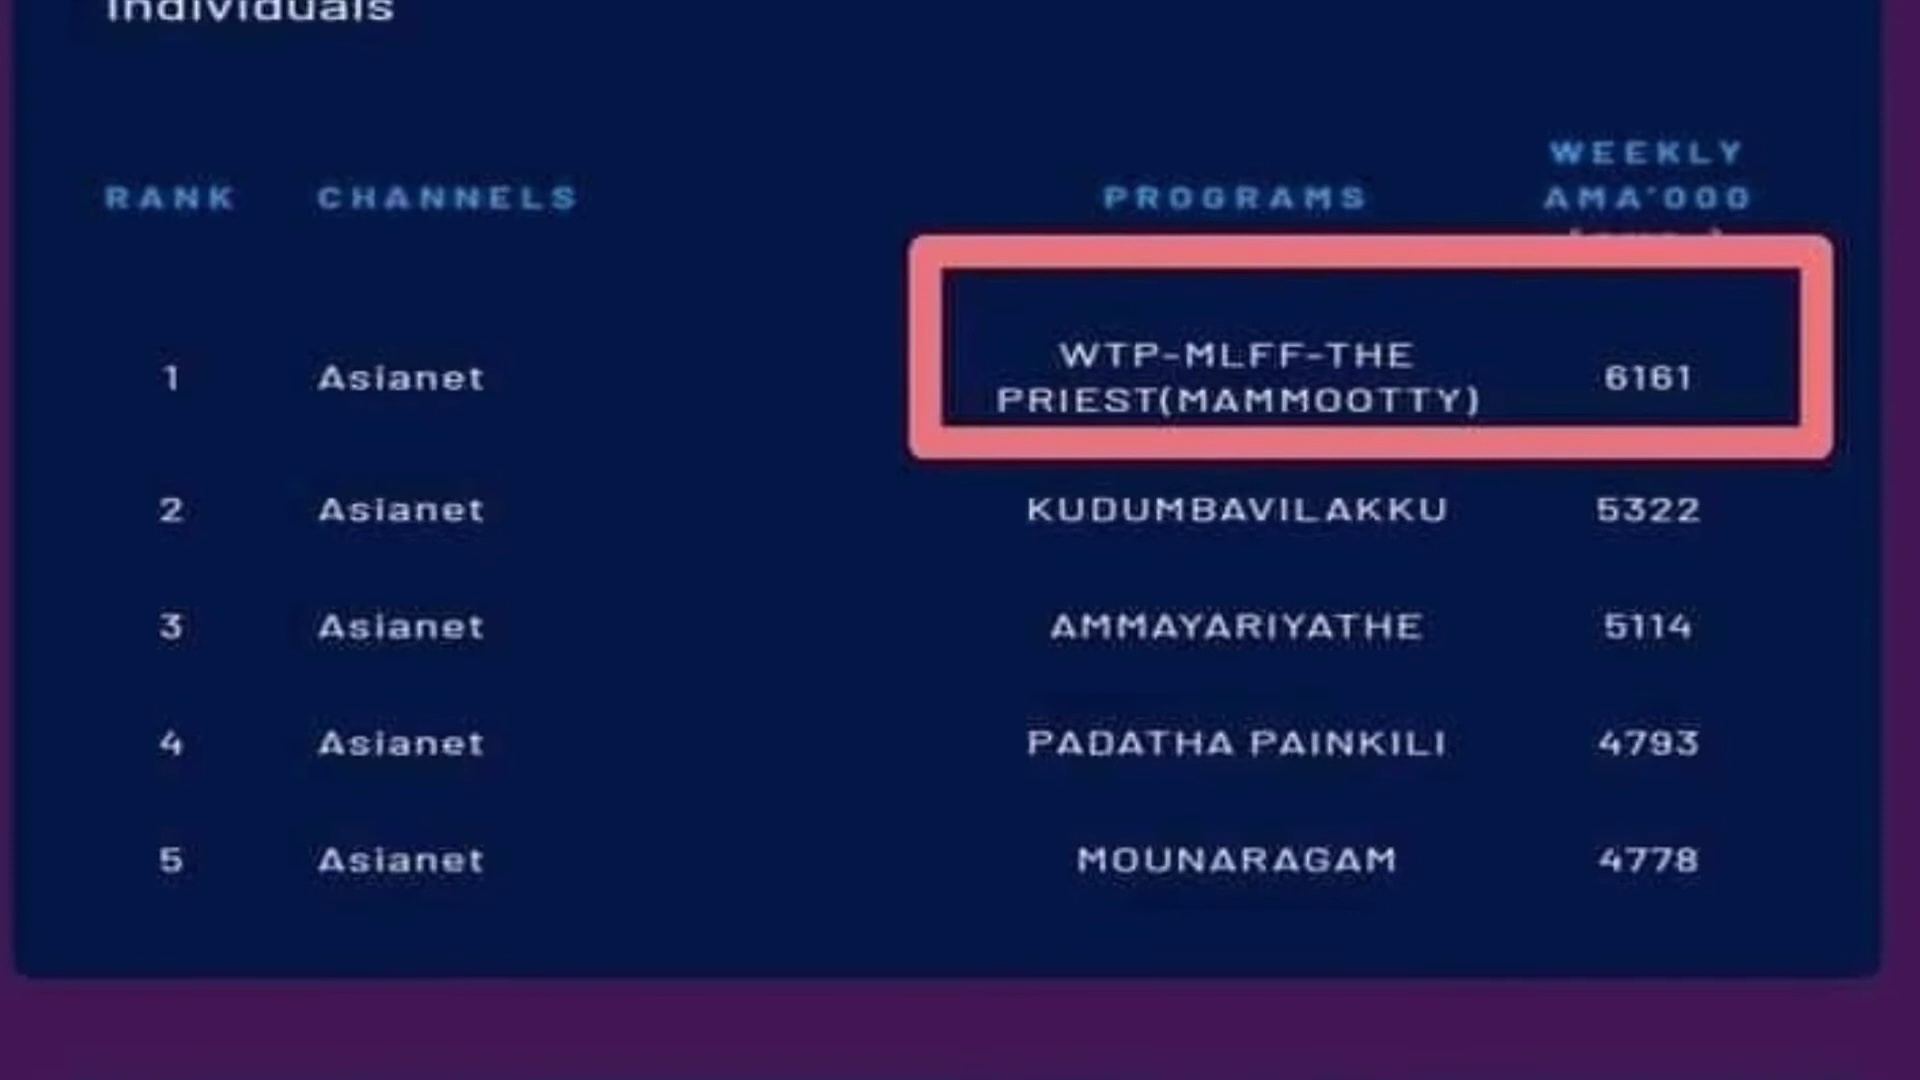 Individuals
WEEKLY
RANK CHANNELS PROGRAMS AMA'000
WTP-MLFF-THE
1 Asianet PRIEST(MAMMOOTTY) 6161
2 Asianet KUDUMBAVILAKKU 5322
3 Asianet AMMAYARIYATHE 5114
4 Asianet PADATHA PAINKILI 4793
5 Asianet MOUNARAGAM 4778